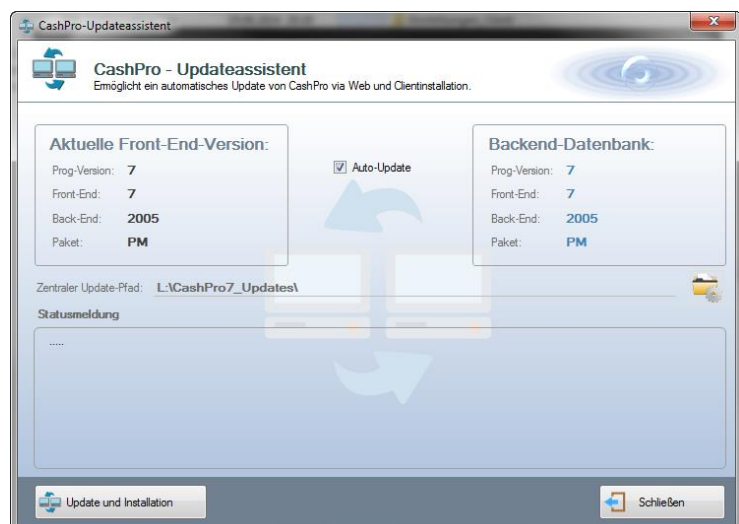 CashPro-Updateassistent
CashPro - Updateassistent
Ermöglicht ein automatisches Update von CashPro via Web und Clientinstallation.
Aktuelle Front-End-Version:
Prog-Version: 7
Front-End: 7
Back-End: 2005
Paket: PM
Auto-Update
Backend-Datenbank:
Prog-Version: 7
Front-End: 7
Back-End: 2005
Paket: PM
Zentraler Update-Pfad: L:\CashPro7_Updates\
Statusmeldung
.....
Update und Installation
Schließen